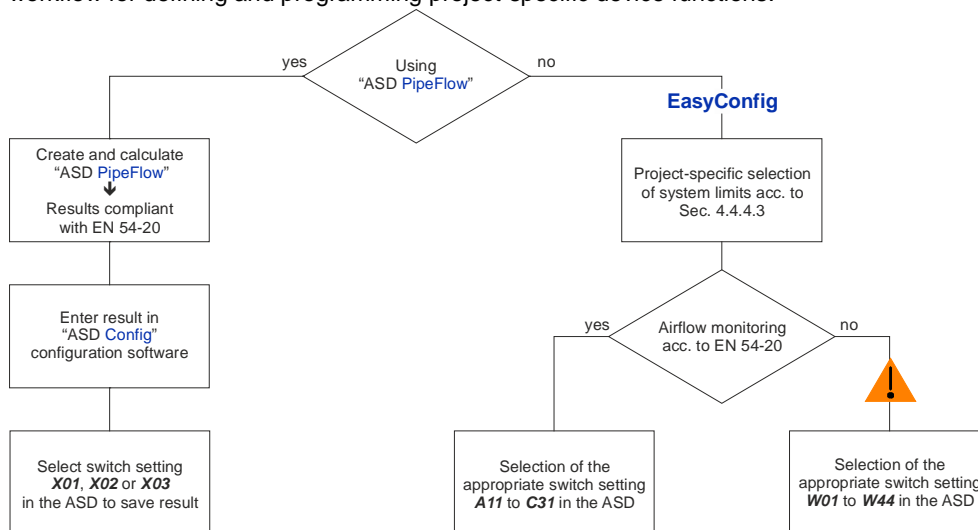 workflow for defining and programming project-specific device functions.
yes
Using
"ASD PipeFlow"
no
EasyConfig
Create and calculate
"ASD PipeFlow"
🡳
Results compliant
with EN 54-20
Project-specific selection
of system limits acc. to
Sec. 4.4.4.3
Enter result in
"ASD Config"
configuration software
yes
Airflow monitoring
acc. to EN 54-20
no
Select switch setting
X01, X02 or X03
in the ASD to save result
Selection of the
appropriate switch setting
A11 to C31 in the ASD
Selection of the
appropriate switch setting
W01 to W44 in the ASD